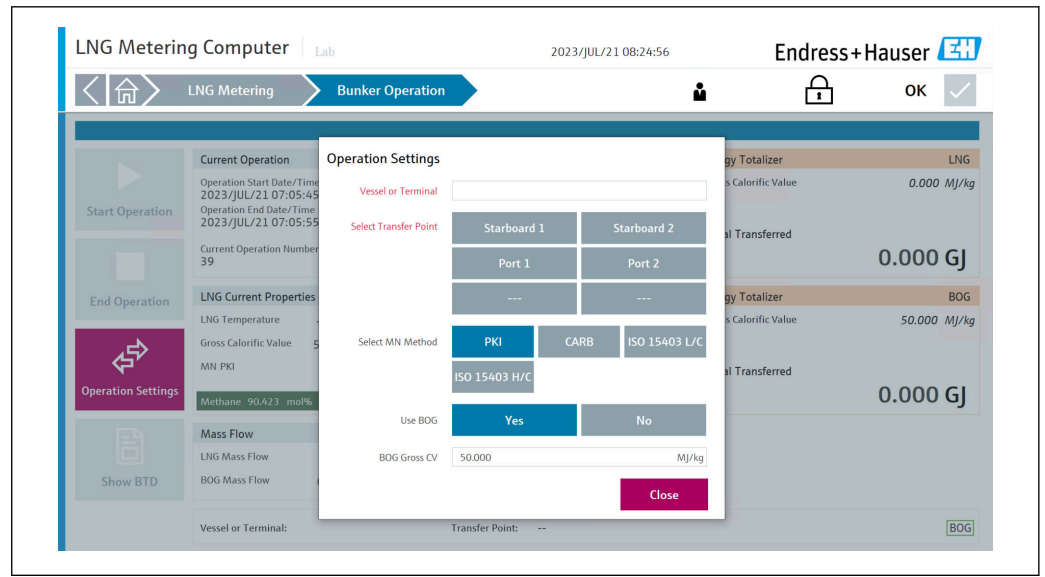 LNG Metering Computer
Lab
2023/JUL/21 08:24:56
Endress+Hauser EH
LNG Metering
Bunker Operation
OK
Start Operation
End Operation
Operation Settings
Show BTD
Current Operation
Operation Start Date/Time
2023/JUL/21 07:05:45
Operation End Date/Time
2023/JUL/21 07:05:55
Current Operation Number
39
LNG Current Properties
LNG Temperature
Gross Calorific Value 5
MN PKI
Methane 90.423 mol%
Mass Flow
LNG Mass Flow
BOG Mass Flow
Operation Settings
Vessel or Terminal
Select Transfer Point
Starboard 1 Starboard 2
Port 1 Port 2
--- ---
Select MN Method
PKI CARB ISO 15403 L/C
ISO 15403 H/C
Use BOG
Yes No
BOG Gross CV 50.000 MJ/kg
Close
gy Totalizer LNG
s Calorific Value 0.000 MJ/kg
al Transferred
0.000 GJ
gy Totalizer BOG
s Calorific Value 50.000 MJ/kg
al Transferred
0.000 GJ
Vessel or Terminal:
Transfer Point: --
BOG